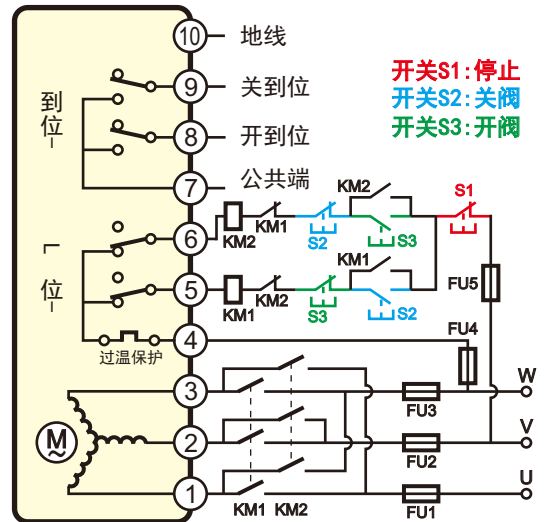 10 地线
9 关到位
8 开到位
7 公共端
到位
开关S1:停止
开关S2:关阀
开关S3:开阀
KM2
S1
6
KM2
KM1
S2
S3
位
KM1
5
KM1
KM2
S3
S2
FU5
4
过温保护
FU4
3
FU3
W
M
2
FU2
V
1
KM1
KM2
FU1
U